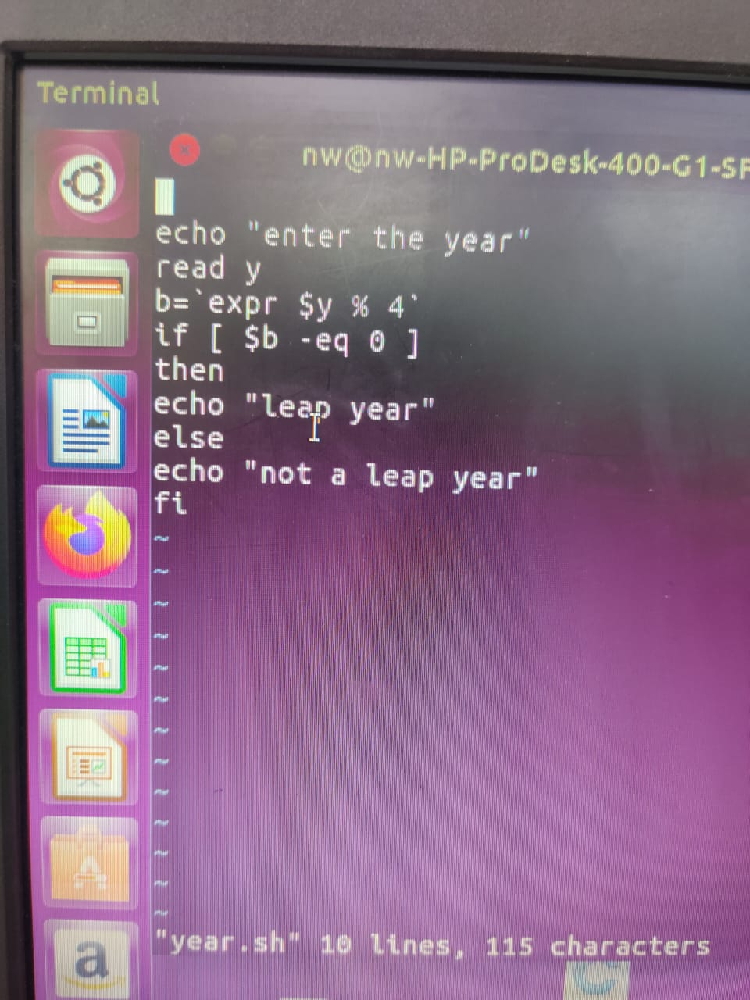 Terminal
nw@nw-HP-ProDesk-400-G1-SF
echo "enter the year"
read y
b=`expr $y % 4`
if [ $b -eq 0 ]
then
echo "leap year"
else
echo "not a leap year"
fi
~
~
~
~
~
~
~
~
~
~
~
~
~
"year.sh" 10 lines, 115 characters